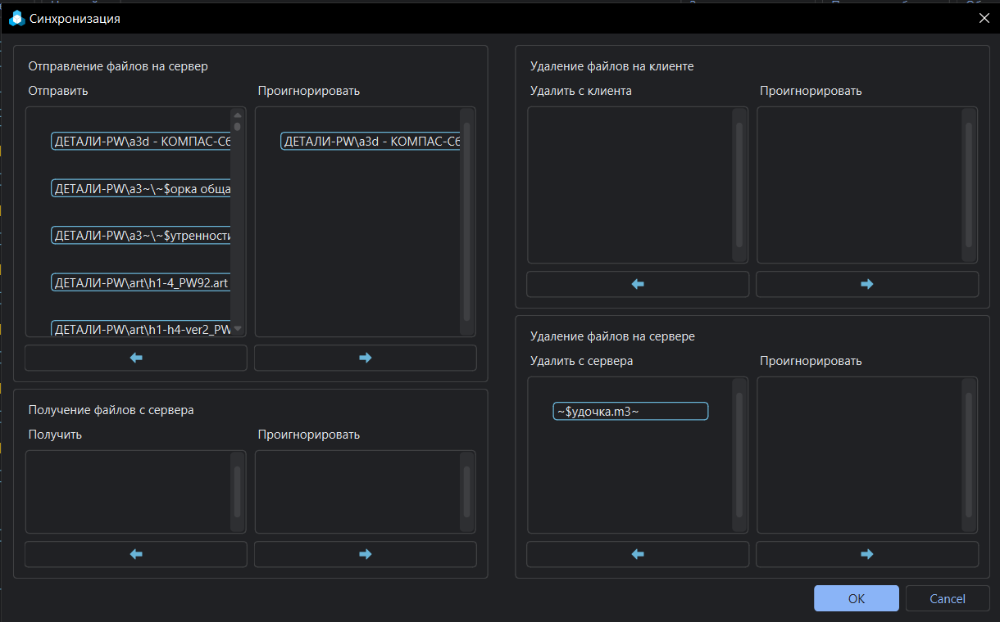 Синхронизация
Отправление файлов на сервер
Отправить
Проигнорировать
ДЕТАЛИ-PW\a3d - КОМПАС-C6
ДЕТАЛИ-PW\a3~\~$орка обща
ДЕТАЛИ-PW\a3~\~$утренности
ДЕТАЛИ-PW\art\h1-4_PW92.art
ДЕТАЛИ-PW\art\h1-h4-ver2_PW
ДЕТАЛИ-PW\a3d - КОМПАС-C6
Получение файлов с сервера
Получить
Проигнорировать
Удаление файлов на клиенте
Удалить с клиента
Проигнорировать
Удаление файлов на сервере
Удалить с сервера
Проигнорировать
~$удочка.m3~
OK
Cancel